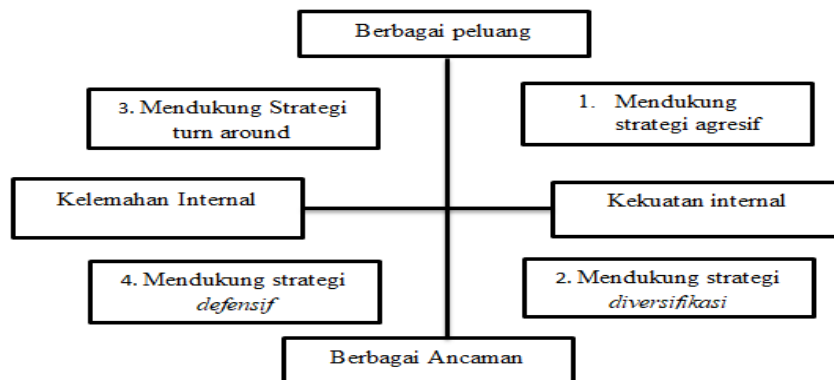 Berbagai peluang
3. Mendukung Strategi
turn around
1. Mendukung
strategi agresif
Kelemahan Internal
Kekuatan internal
4. Mendukung strategi
defensif
2. Mendukung strategi
diversifikasi
Berbagai Ancaman